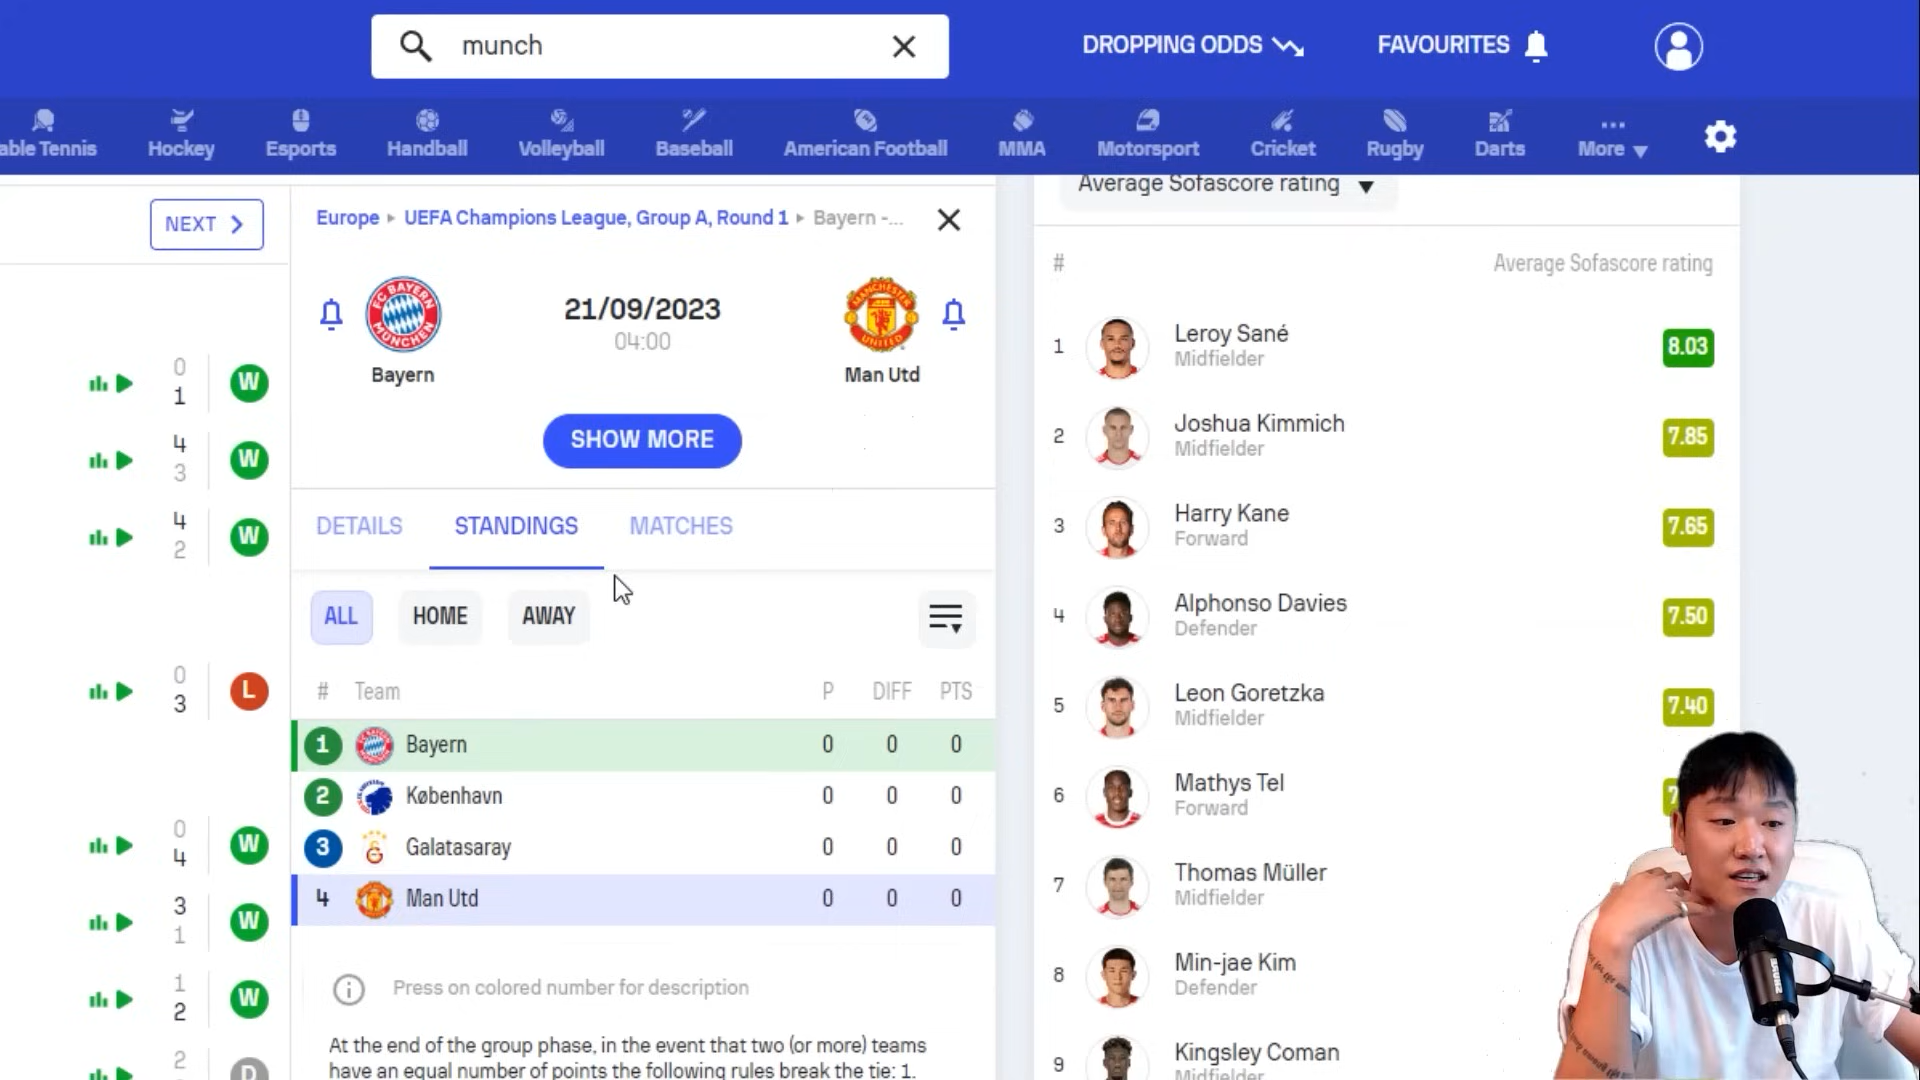 munch
DROPPING ODDS
FAVOURITES
able Tennis
Hockey
Esports
Handball
Volleyball
Baseball
American Football
MMA
Motorsport
Cricket
Rugby
Darts
More
NEXT
0
1
W
4
3
W
4
2
W
0
3
L
0
4
W
3
1
W
1
2
W
2
D
Europe
UEFA Champions League, Group A, Round 1
Bayern -...
FC BAYERN
MÜNCHEN
MANCHESTER
UNITED
21/09/2023
04:00
Bayern
Man Utd
SHOW MORE
DETAILS
STANDINGS
MATCHES
ALL
HOME
AWAY
# Team P DIFF PTS
1 Bayern 0 0 0
2 København 0 0 0
3 Galatasaray 0 0 0
4 Man Utd 0 0 0
Press on colored number for description
At the end of the group phase, in the event that two (or more) teams
have an equal number of points the following rules break the tie: 1.
Average Sofascore rating
# Average Sofascore rating
1 Leroy Sané 8.03
Midfielder
2 Joshua Kimmich 7.85
Midfielder
3 Harry Kane 7.65
Forward
4 Alphonso Davies 7.50
Defender
5 Leon Goretzka 7.40
Midfielder
6 Mathys Tel
Forward
7 Thomas Müller
Midfielder
8 Min-jae Kim
Defender
9 Kingsley Coman
Midfielder